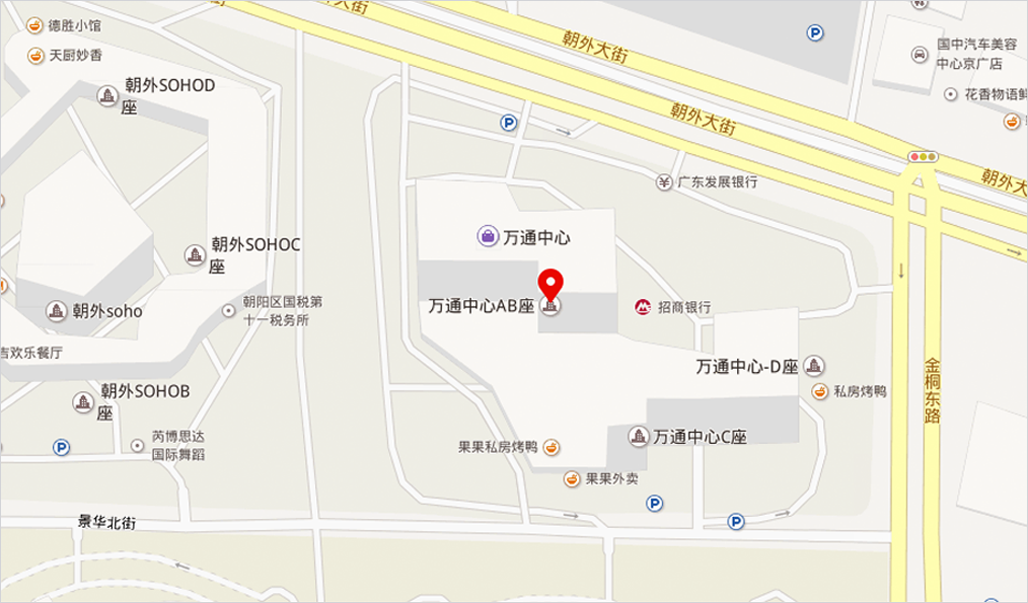 德胜小馆
天厨妙香
朝外SOHOD
座
朝外大街
P
国中汽车美容
中心京广店
花香物语鲜
P
朝外大街
朝外大
¥
广东发展银行
万通中心
朝外SOHOC
座
朝外soho
朝阳区国税第
十一税务所
万通中心AB座
招商银行
吉欢乐餐厅
万通中心-D座
私房烤鸭
金桐东路
朝外SOHOB
座
芮博思达
国际舞蹈
P
果果私房烤鸭
万通中心C座
果果外卖
P
P
景华北街